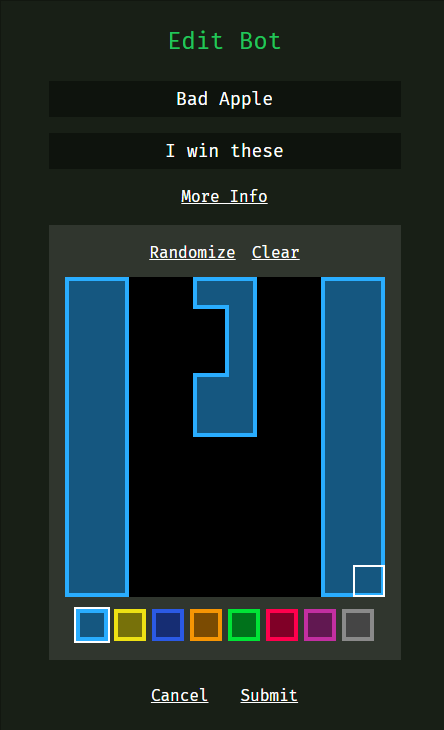 Edit Bot
Bad Apple
I win these
More Info
Randomize Clear
Cancel Submit